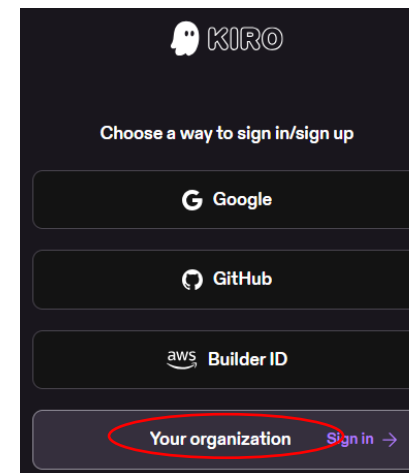 KIRO
Choose a way to sign in/sign up
Google
GitHub
aws Builder ID
Your organization Sign in →